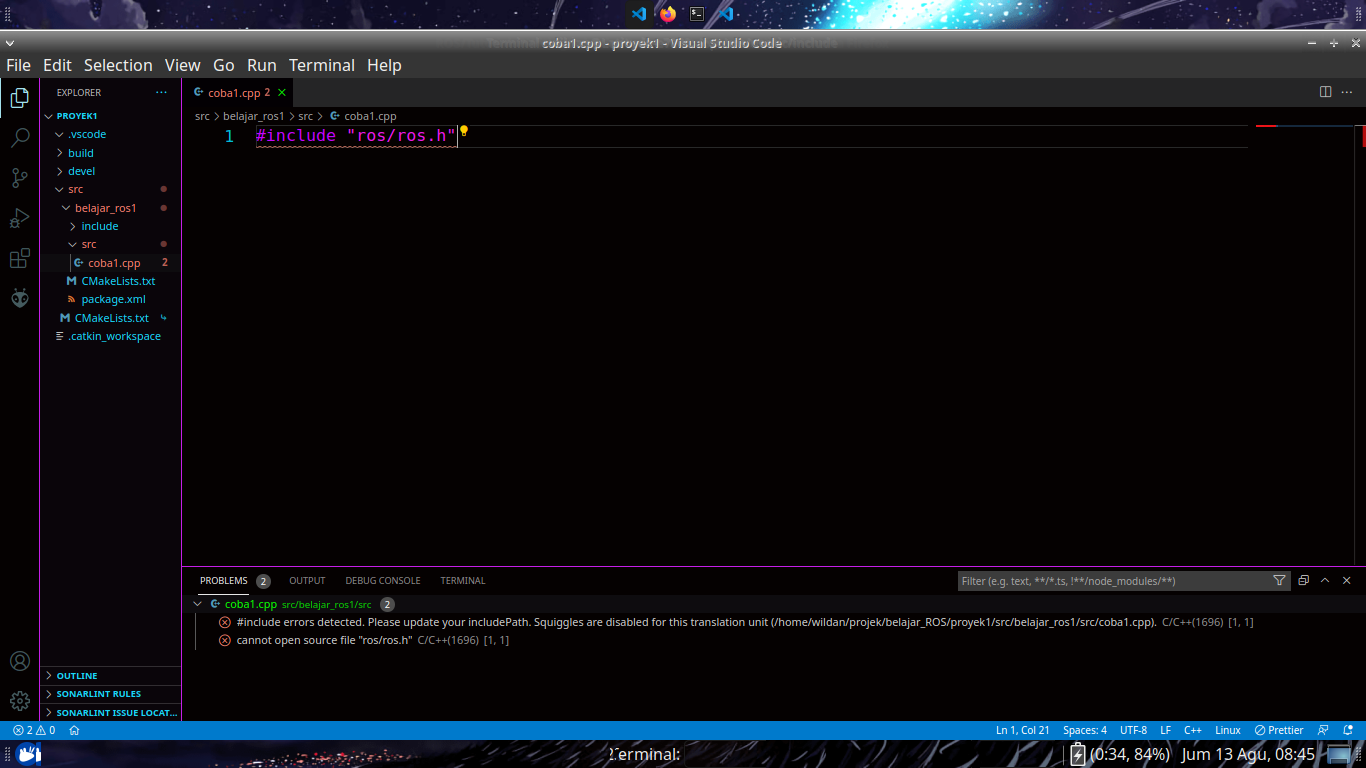 coba1.cpp - proyek1 - Visual Studio Code
File Edit Selection View Go Run Terminal Help
EXPLORER
PROYEK1
.vscode
build
devel
src
belajar_ros1
include
src
coba1.cpp 2
CMakeLists.txt
package.xml
CMakeLists.txt
.catkin_workspace
OUTLINE
SONARLINT RULES
SONARLINT ISSUE LOCAT...
coba1.cpp 2
src > belajar_ros1 > src > coba1.cpp
1 #include "ros/ros.h"
PROBLEMS 2 OUTPUT DEBUG CONSOLE TERMINAL
Filter (e.g. text, **/*.ts, !**/node_modules/**)
coba1.cpp src/belajar_ros1/src 2
#include errors detected. Please update your includePath. Squiggles are disabled for this translation unit (/home/wildan/projek/belajar_ROS/proyek1/src/belajar_ros1/src/coba1.cpp). C/C++(1696) [1, 1]
cannot open source file "ros/ros.h" C/C++(1696) [1, 1]
2 0
Ln 1, Col 21 Spaces: 4 UTF-8 LF C++ Linux Prettier
erminal:
(0:34, 84%) Jum 13 Agu, 08:45